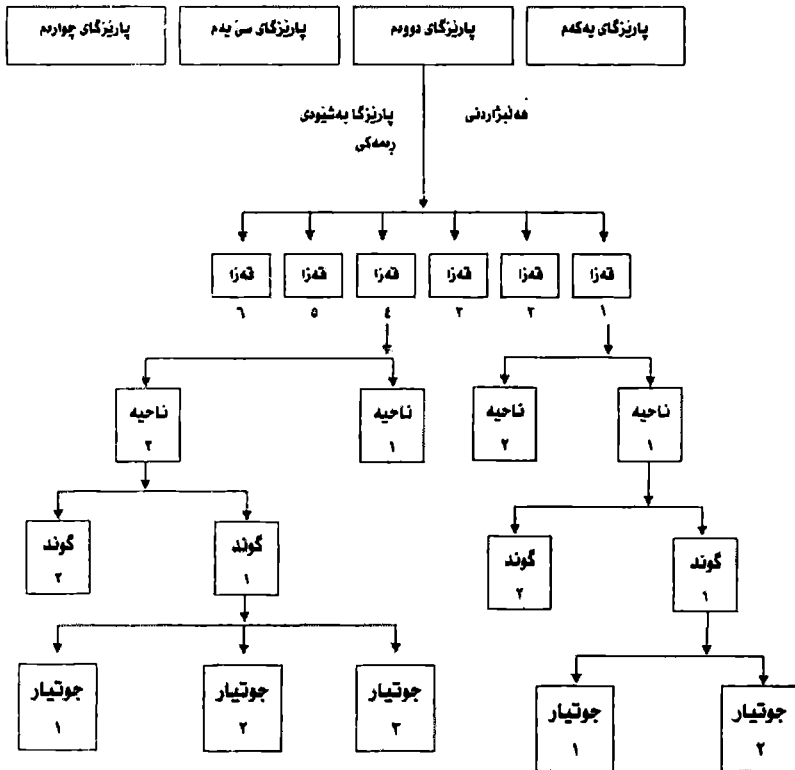 پارێزگای یەکەم
پارێزگای دووەم
پارێزگای سێ یەم
پارێزگای چوارەم
هەڵبژاردنی
پارێزگا بەشێوەی
ڕەمەکی
قەزا
قەزا
قەزا
قەزا
قەزا
قەزا
١
٢
٣
٤
٥
٦
ناحیە
١
ناحیە
٢
ناحیە
١
ناحیە
٢
گوند
١
گوند
٢
گوند
١
گوند
٢
جوتیار
٢
جوتیار
١
جوتیار
٣
جوتیار
٢
جوتیار
١